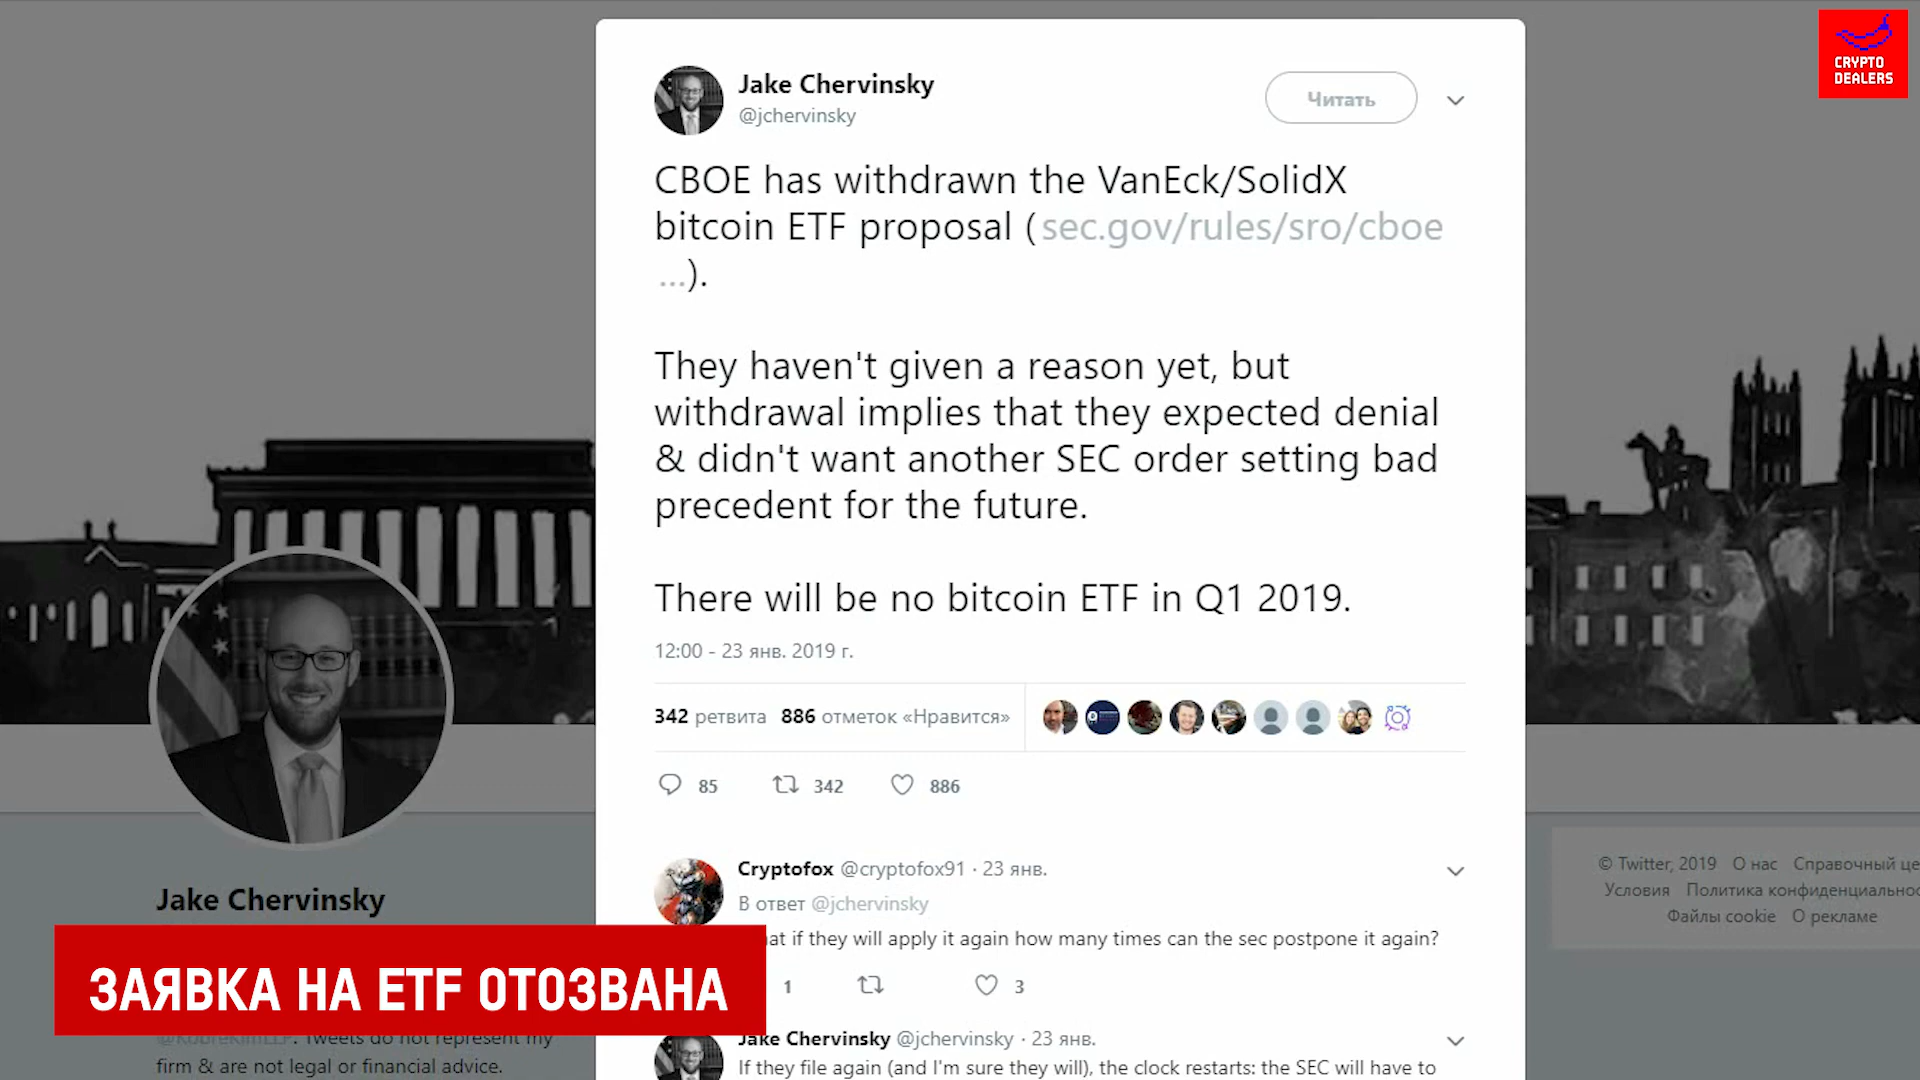 CRYPTO
DEALERS
Jake Chervinsky
@jchervinsky
Читать
CBOE has withdrawn the VanEck/SolidX
bitcoin ETF proposal (sec.gov/rules/sro/cboe
...).
They haven't given a reason yet, but
withdrawal implies that they expected denial
& didn't want another SEC order setting bad
precedent for the future.
There will be no bitcoin ETF in Q1 2019.
12:00 - 23 янв. 2019 г.
342 ретвита 886 отметок «Нравится»
85 342 886
Cryptofox @cryptofox91 · 23 янв.
В ответ @jchervinsky
if they will apply it again how many times can the sec postpone it again?
1 3
Jake Chervinsky @jchervinsky · 23 янв.
If they file again (and I'm sure they will), the clock restarts: the SEC will have to
Jake Chervinsky
ЗАЯВКА НА ETF ОТОЗВАНА
@KobreKimLLP. Tweets do not represent my
firm & are not legal or financial advice.
© Twitter, 2019 О нас Справочный
Условия Политика
Файлы cookie О рекламе